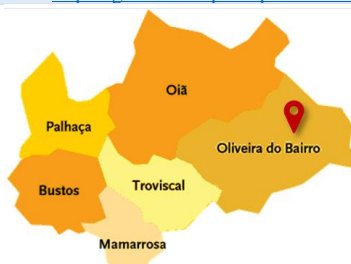 Oiã
Palhaça
Oliveira do Bairro
Bustos
Troviscal
Mamarrosa